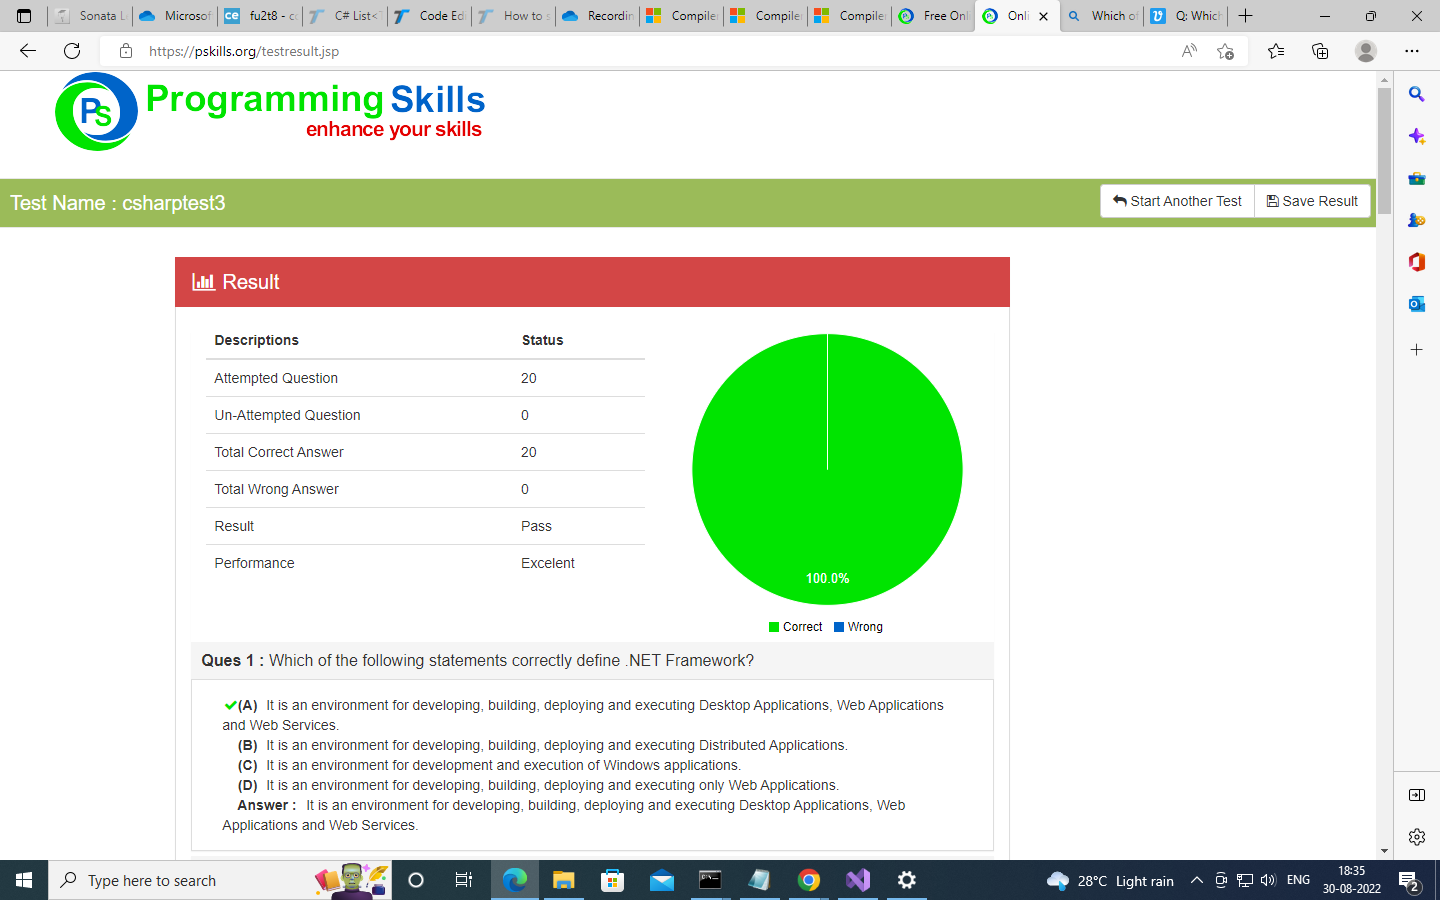 Sonata L
Microsof
fu2t8 - co
C# List<T
Code Edi
How to s
Recordin
Compiler
Compiler
Compiler
Free Onl
Onli
Which of
Q: Which
https://pskills.org/testresult.jsp
PS
Programming Skills
enhance your skills
Test Name : csharptest3
Start Another Test
Save Result
Result
Descriptions Status
Attempted Question 20
Un-Attempted Question 0
Total Correct Answer 20
Total Wrong Answer 0
Result Pass
Performance Excelent
100.0%
Correct Wrong
Ques 1 : Which of the following statements correctly define .NET Framework?
(A) It is an environment for developing, building, deploying and executing Desktop Applications, Web Applications
and Web Services.
(B) It is an environment for developing, building, deploying and executing Distributed Applications.
(C) It is an environment for development and execution of Windows applications.
(D) It is an environment for developing, building, deploying and executing only Web Applications.
Answer : It is an environment for developing, building, deploying and executing Desktop Applications, Web
Applications and Web Services.
Type here to search
28°C Light rain
ENG
18:35
30-08-2022
2